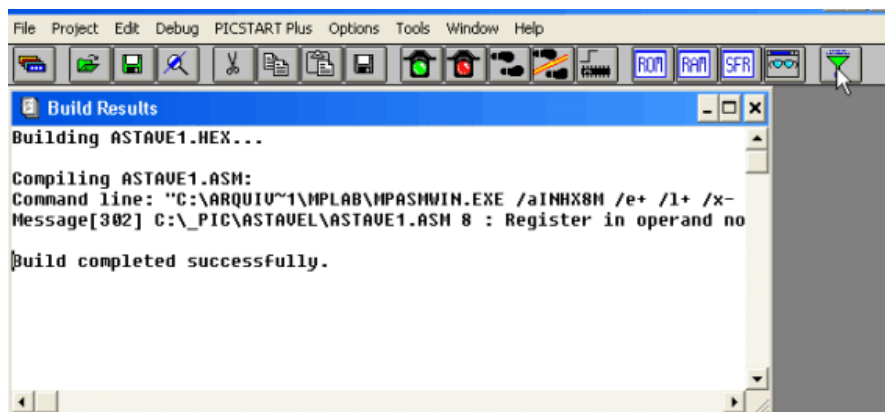 File Project Edit Debug PICSTART Plus Options Tools Window Help
ROM RAM SFR
Build Results
Building ASTAVE1.HEX...
Compiling ASTAVE1.ASM:
Command line: "C:\ARQUIV~1\MPLAB\MPASMWIN.EXE /aINHX8M /e+ /l+ /x-
Message[302] C:\_PIC\ASTAVEL\ASTAVE1.ASM 8 : Register in operand no
Build completed successfully.